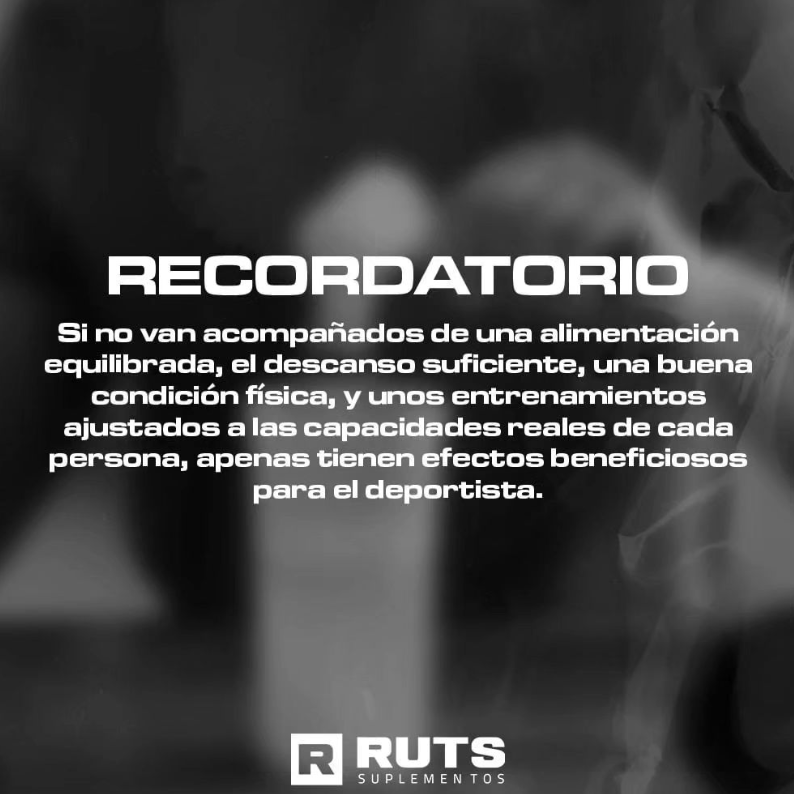 RECORDATORIO
Si no van acompañados de una alimentación
equilibrada, el descanso suficiente, una buena
condición física, y unos entrenamientos
ajustados a las capacidades reales de cada
persona, apenas tienen efectos beneficiosos
para el deportista.
R RUTS
SUPLEMENTOS